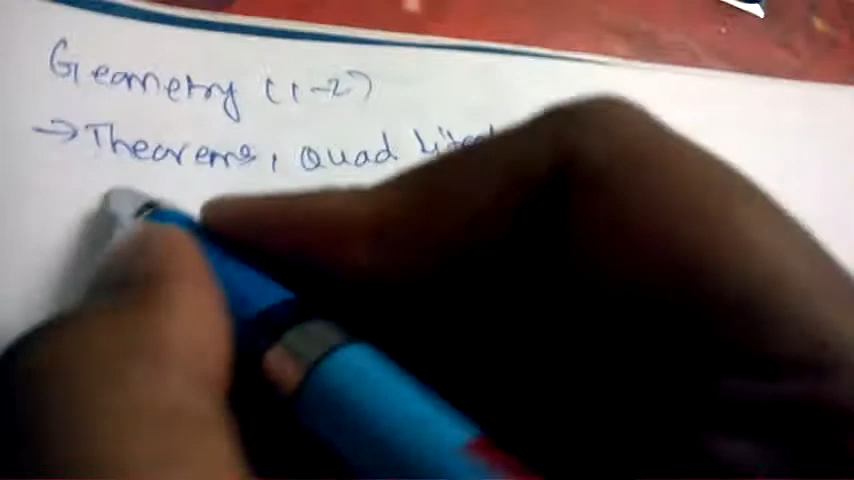 Geometry (1-2)
→ Theorems, Quad